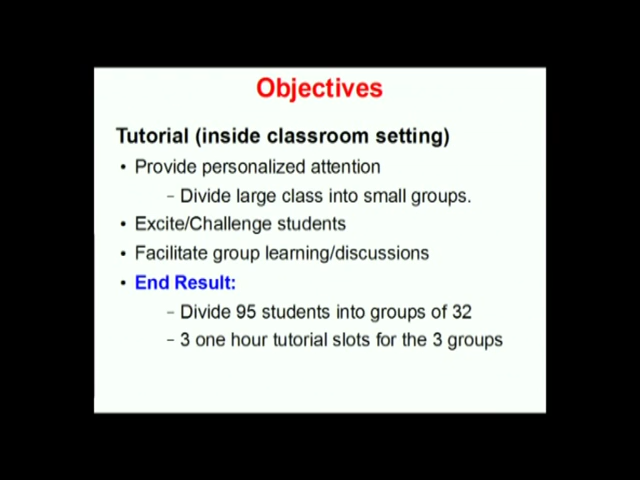 Objectives
Tutorial (inside classroom setting)
• Provide personalized attention
– Divide large class into small groups.
• Excite/Challenge students
• Facilitate group learning/discussions
• End Result:
– Divide 95 students into groups of 32
– 3 one hour tutorial slots for the 3 groups